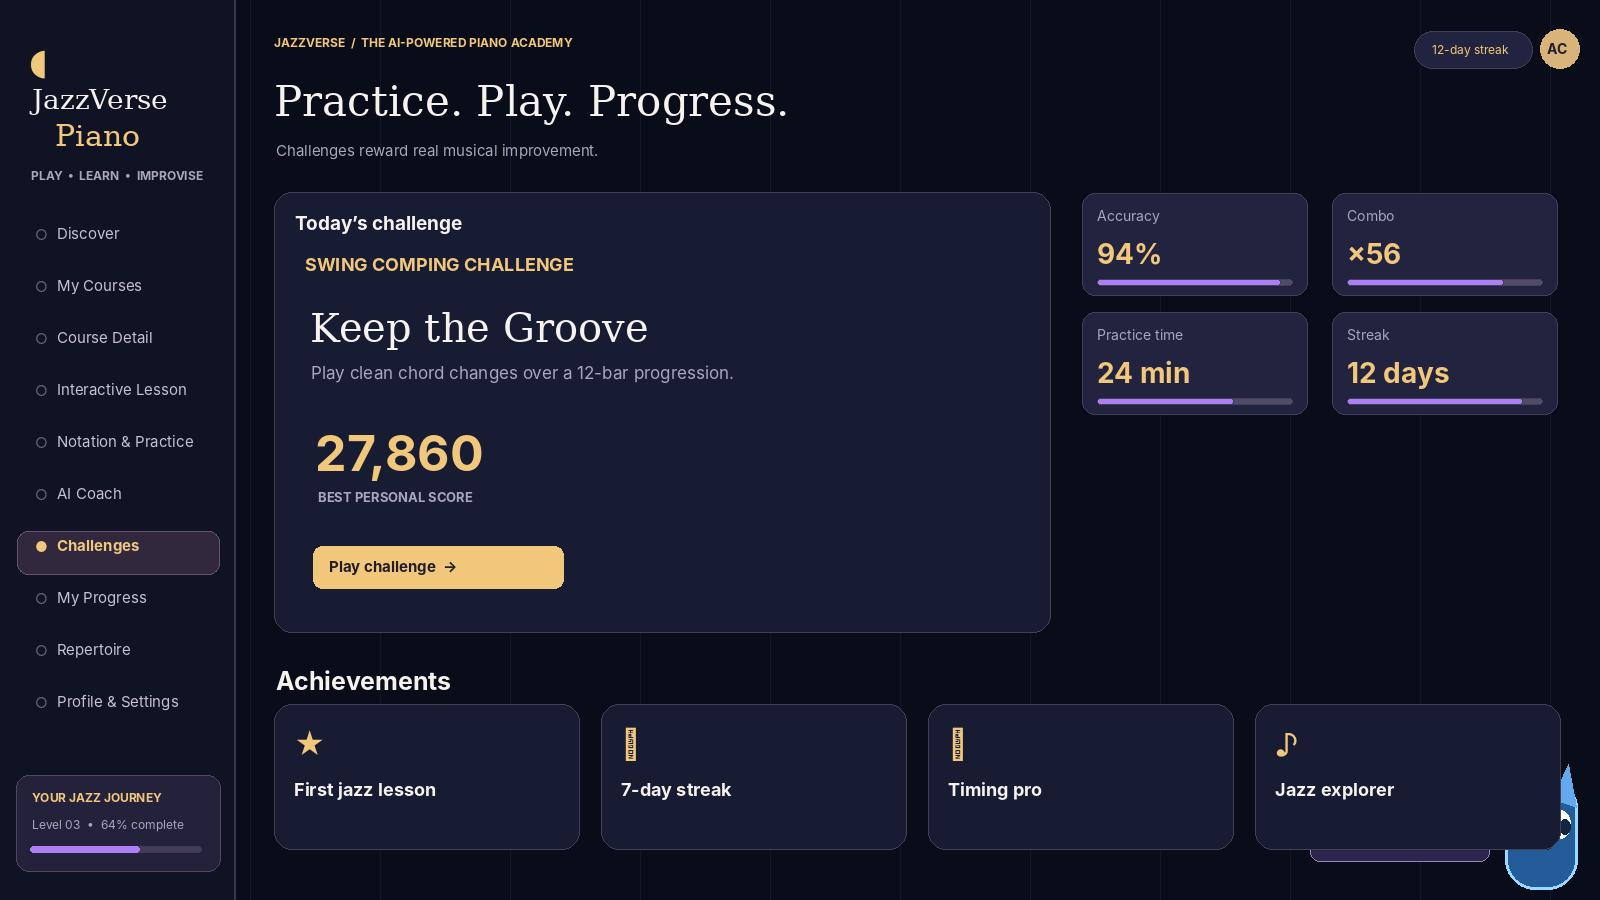 JazzVerse
Piano
PLAY • LEARN • IMPROVISE
Discover
My Courses
Course Detail
Interactive Lesson
Notation & Practice
AI Coach
Challenges
My Progress
Repertoire
Profile & Settings
YOUR JAZZ JOURNEY
Level 03 • 64% complete
JAZZVERSE / THE AI-POWERED PIANO ACADEMY
12-day streak
AC
Practice. Play. Progress.
Challenges reward real musical improvement.
Today’s challenge
SWING COMPING CHALLENGE
Keep the Groove
Play clean chord changes over a 12-bar progression.
27,860
BEST PERSONAL SCORE
Play challenge →
Accuracy
94%
Combo
×56
Practice time
24 min
Streak
12 days
Achievements
★
First jazz lesson
NO GLYPH
7-day streak
NO GLYPH
Timing pro
♪
Jazz explorer